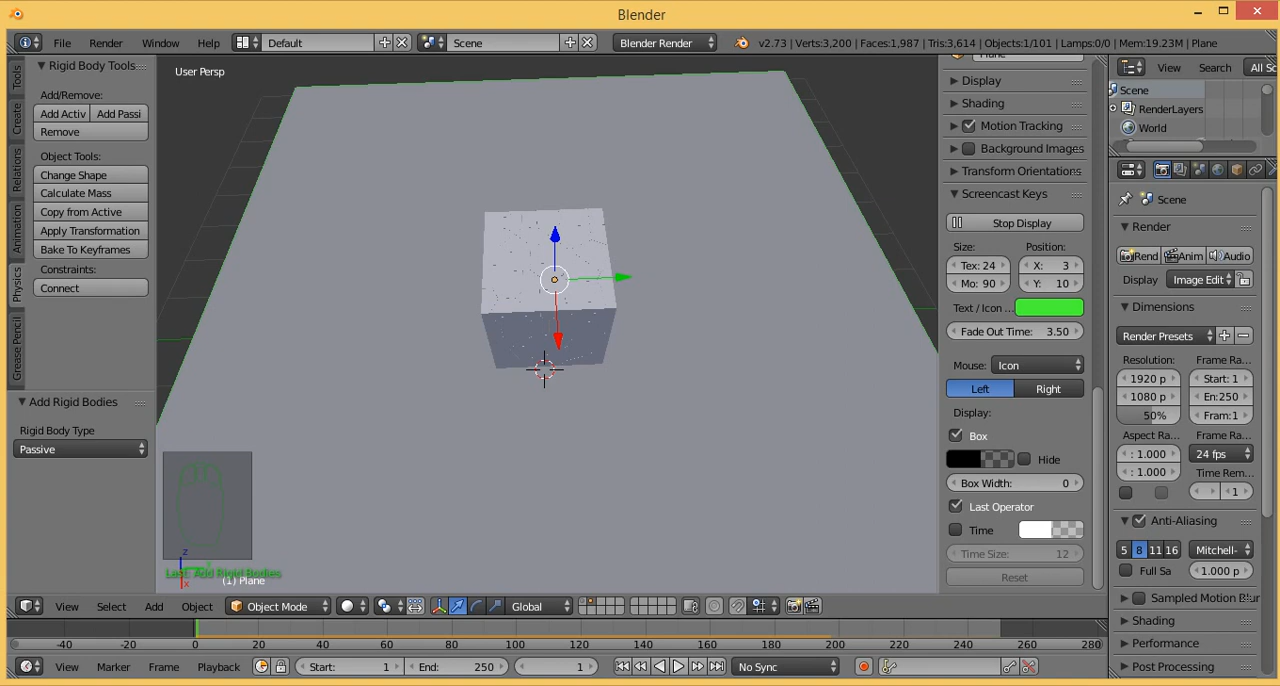 Blender
File Render Window Help Default Scene Blender Render v2.73 | Verts:3,200 | Faces:1,987 | Tris:3,614 | Objects:1/101 | Lamps:0/0 | Mem:19.23M | Plane
Tools
Create
Relations
Animation
Physics
Grease Pencil
Rigid Body Tools
Add/Remove:
Add Activ Add Passi
Remove
Object Tools:
Change Shape
Calculate Mass
Copy from Active
Apply Transformation
Bake To Keyframes
Constraints:
Connect
Add Rigid Bodies
Rigid Body Type
Passive
User Persp
z
x
Last: Add Rigid Bodies
(1) Plane
Display
Shading
Motion Tracking
Background Images
Transform Orientations
Screencast Keys
Stop Display
Size: Position:
Tex: 24 X: 3
Mo: 90 Y: 10
Text / Icon ...
Fade Out Time: 3.50
Mouse: Icon
Left Right
Display:
Box
Hide
Box Width: 0
Last Operator
Time
Time Size: 12
Reset
View Search All Sc
Scene
RenderLayers
World
Scene
Render
Rend Anim Audio
Display Image Edit
Dimensions
Render Presets
Resolution: Frame Ra...
1920 p Start: 1
1080 p En:250
50% Fram:1
Aspect Ra... Frame Ra...
: 1.000 24 fps
: 1.000 Time Rem...
1
Anti-Aliasing
5 8 11 16 Mitchell-
Full Sa 1.000 p
Sampled Motion Blur
Shading
Performance
Post Processing
View Select Add Object Object Mode Global
-40 -20 0 20 40 60 80 100 120 140 160 180 200 220 240 260 280
View Marker Frame Playback Start: 1 End: 250 1 No Sync